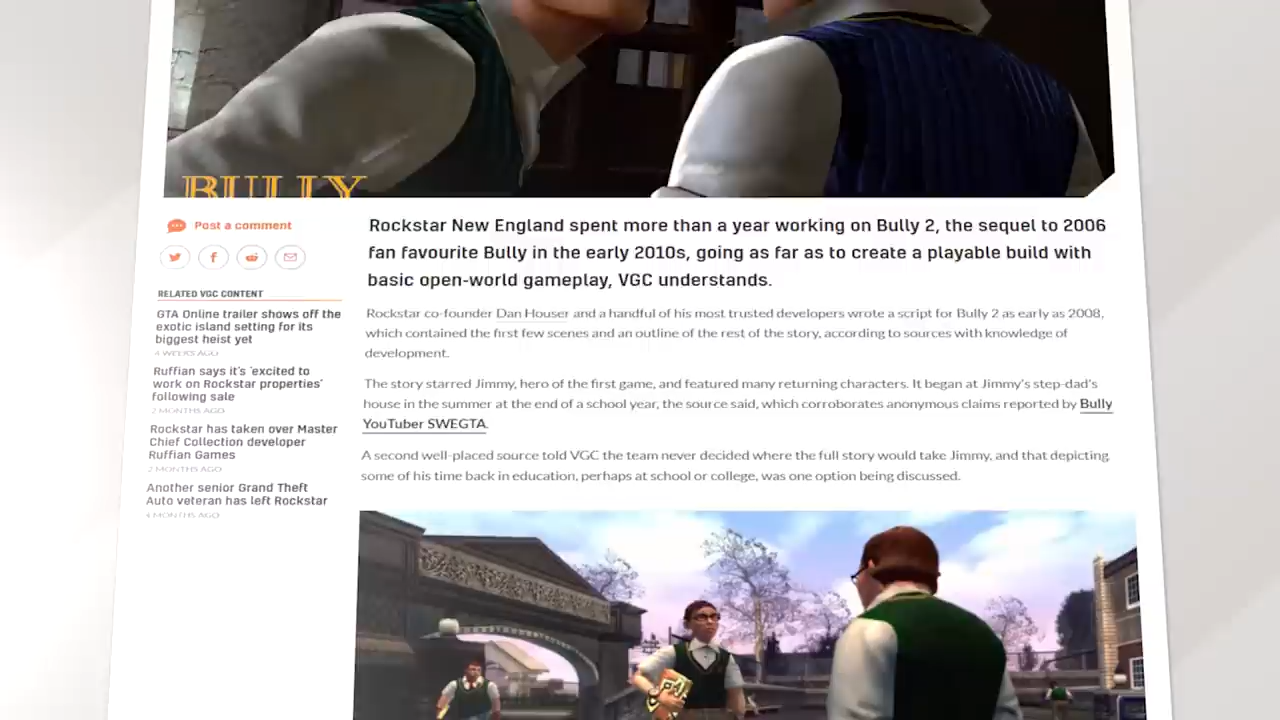 BULLY
Post a comment
RELATED VGC CONTENT
GTA Online trailer shows off the
exotic island setting for its
biggest heist yet
4 WEEKS AGO
Ruffian says it's 'excited to
work on Rockstar properties'
following sale
2 MONTHS AGO
Rockstar has taken over Master
Chief Collection developer
Ruffian Games
2 MONTHS AGO
Another senior Grand Theft
Auto veteran has left Rockstar
4 MONTHS AGO
Rockstar New England spent more than a year working on Bully 2, the sequel to 2006
fan favourite Bully in the early 2010s, going as far as to create a playable build with
basic open-world gameplay, VGC understands.
Rockstar co-founder Dan Houser and a handful of his most trusted developers wrote a script for Bully 2 as early as 2008,
which contained the first few scenes and an outline of the rest of the story, according to sources with knowledge of
development.
The story starred Jimmy, hero of the first game, and featured many returning characters. It began at Jimmy's step-dad's
house in the summer at the end of a school year, the source said, which corroborates anonymous claims reported by Bully
YouTuber SWEGTA.
A second well-placed source told VGC the team never decided where the full story would take Jimmy, and that depicting
some of his time back in education, perhaps at school or college, was one option being discussed.